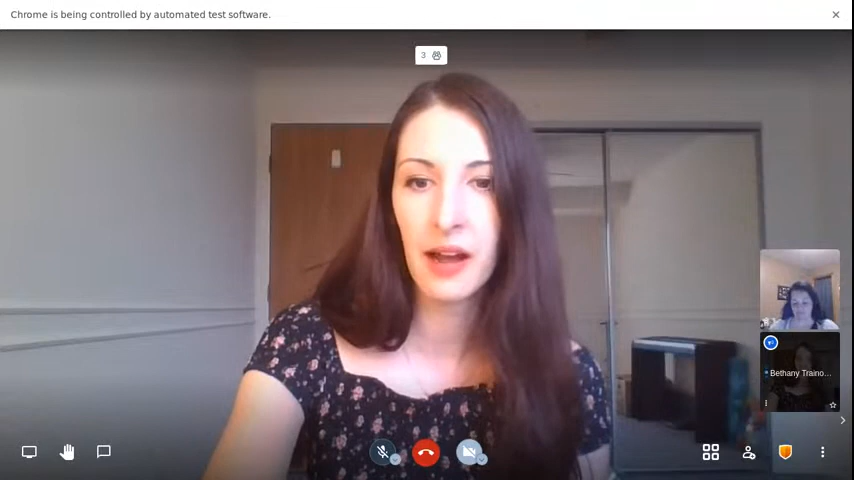 Chrome is being controlled by automated test software.
3
Bethany Traino...